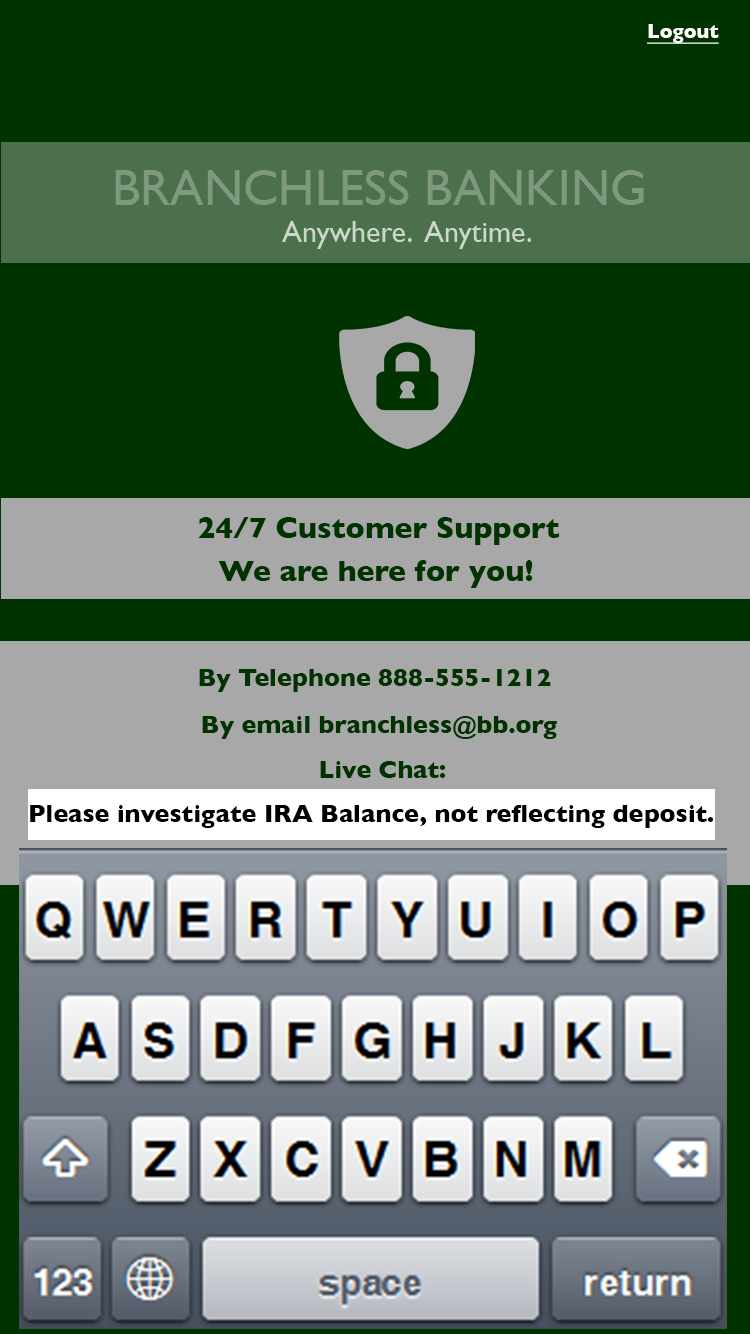 Logout
BRANCHLESS BANKING
Anywhere. Anytime.
24/7 Customer Support
We are here for you!
By Telephone 888-555-1212
By email branchless@bb.org
Live Chat:
Please investigate IRA Balance, not reflecting deposit.
Q W E R T Y U I O P
A S D F G H J K L
Z X C V B N M
123 space return